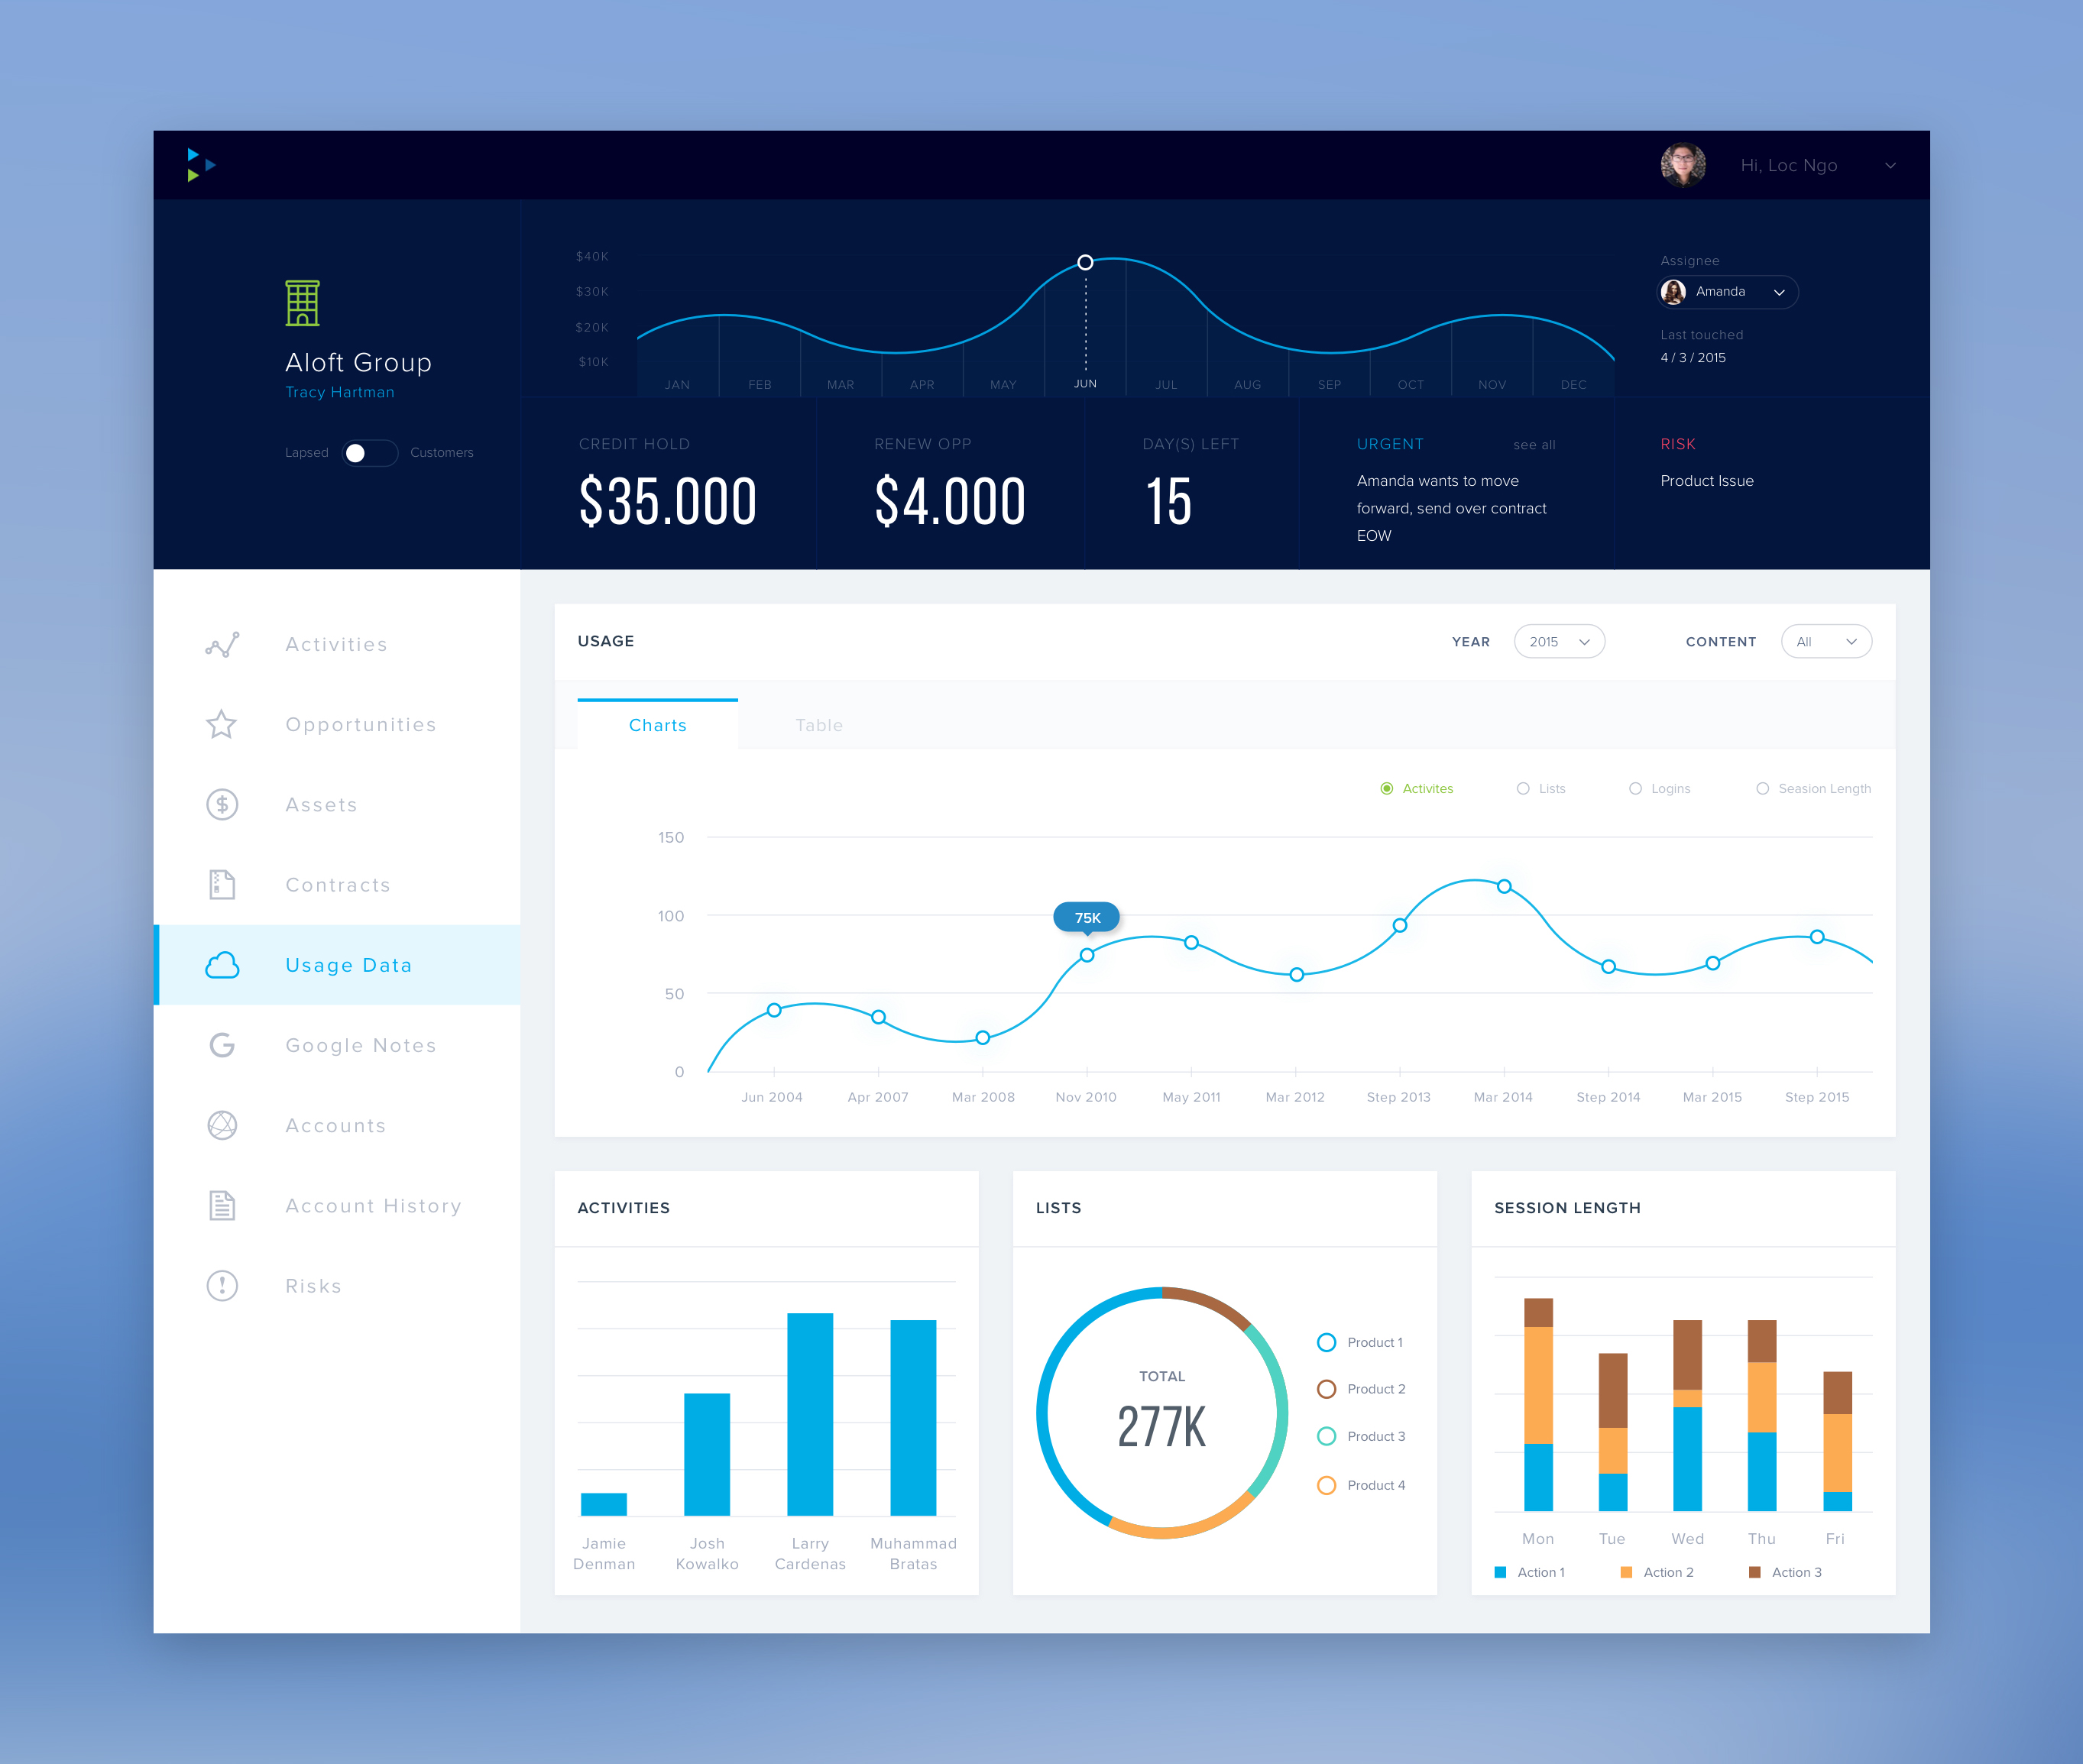 Hi, Loc Ngo
Aloft Group
Tracy Hartman
Lapsed
Customers
$40K
$30K
$20K
$10K
JAN
FEB
MAR
APR
MAY
JUN
JUL
AUG
SEP
OCT
NOV
DEC
Assignee
Amanda
Last touched
4 / 3 / 2015
CREDIT HOLD
$35.000
RENEW OPP
$4.000
DAY(S) LEFT
15
URGENT
see all
Amanda wants to move
forward, send over contract
EOW
RISK
Product Issue
Activities
Opportunities
Assets
Contracts
Usage Data
Google Notes
Accounts
Account History
Risks
USAGE
YEAR
2015
CONTENT
All
Charts
Table
Activites
Lists
Logins
Seasion Length
150
100
50
0
75K
Jun 2004
Apr 2007
Mar 2008
Nov 2010
May 2011
Mar 2012
Step 2013
Mar 2014
Step 2014
Mar 2015
Step 2015
ACTIVITIES
Jamie
Denman
Josh
Kowalko
Larry
Cardenas
Muhammad
Bratas
LISTS
TOTAL
277K
Product 1
Product 2
Product 3
Product 4
SESSION LENGTH
Mon
Tue
Wed
Thu
Fri
Action 1
Action 2
Action 3